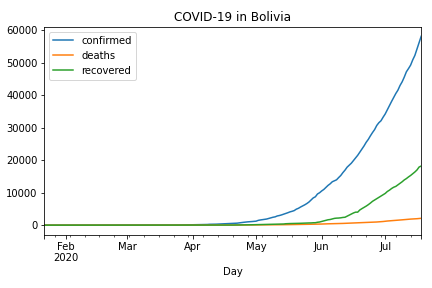 COVID-19 in Bolivia
confirmed
deaths
recovered
60000
50000
40000
30000
20000
10000
0
Feb Mar Apr May Jun Jul
2020
Day